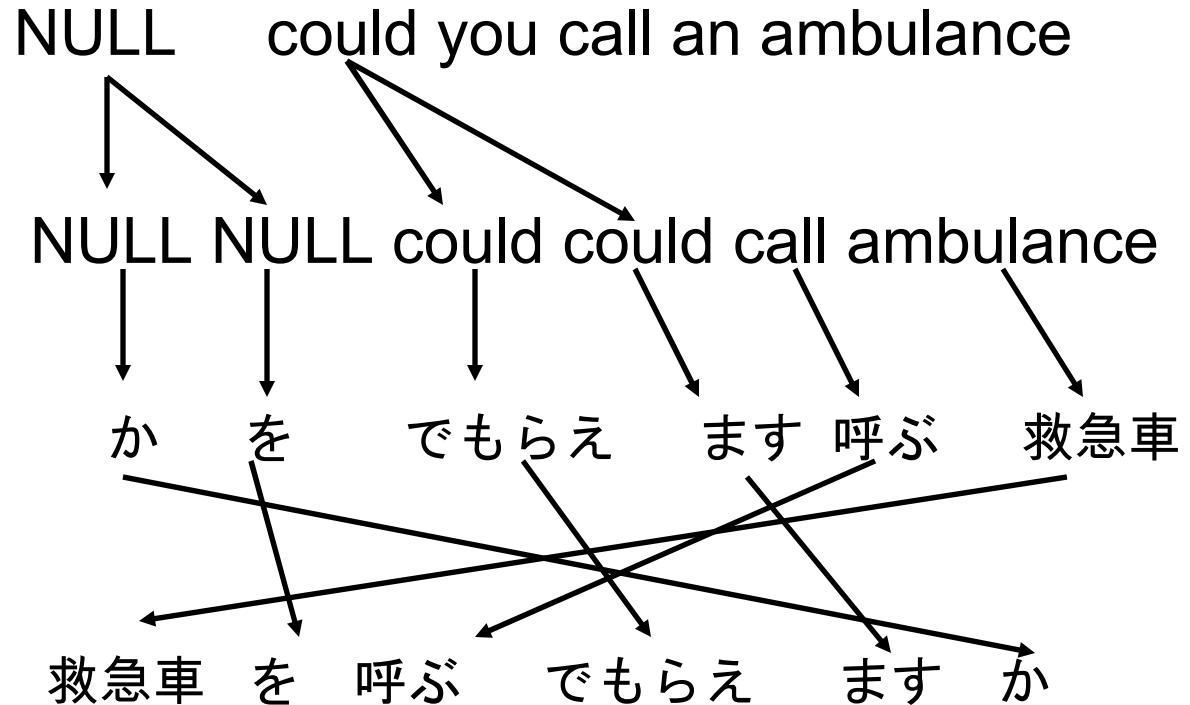 NULL could you call an ambulance
NULL NULL could could call ambulance
か を でもらえ ます 呼ぶ 救急車
救急車 を 呼ぶ でもらえ ます か